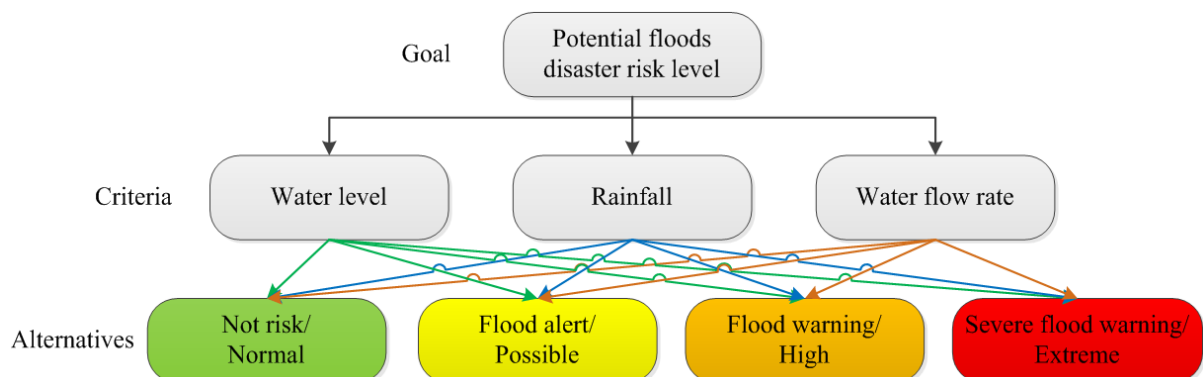 Goal
Potential floods
disaster risk level
Criteria
Water level
Rainfall
Water flow rate
Alternatives
Not risk/
Normal
Flood alert/
Possible
Flood warning/
High
Severe flood warning/
Extreme